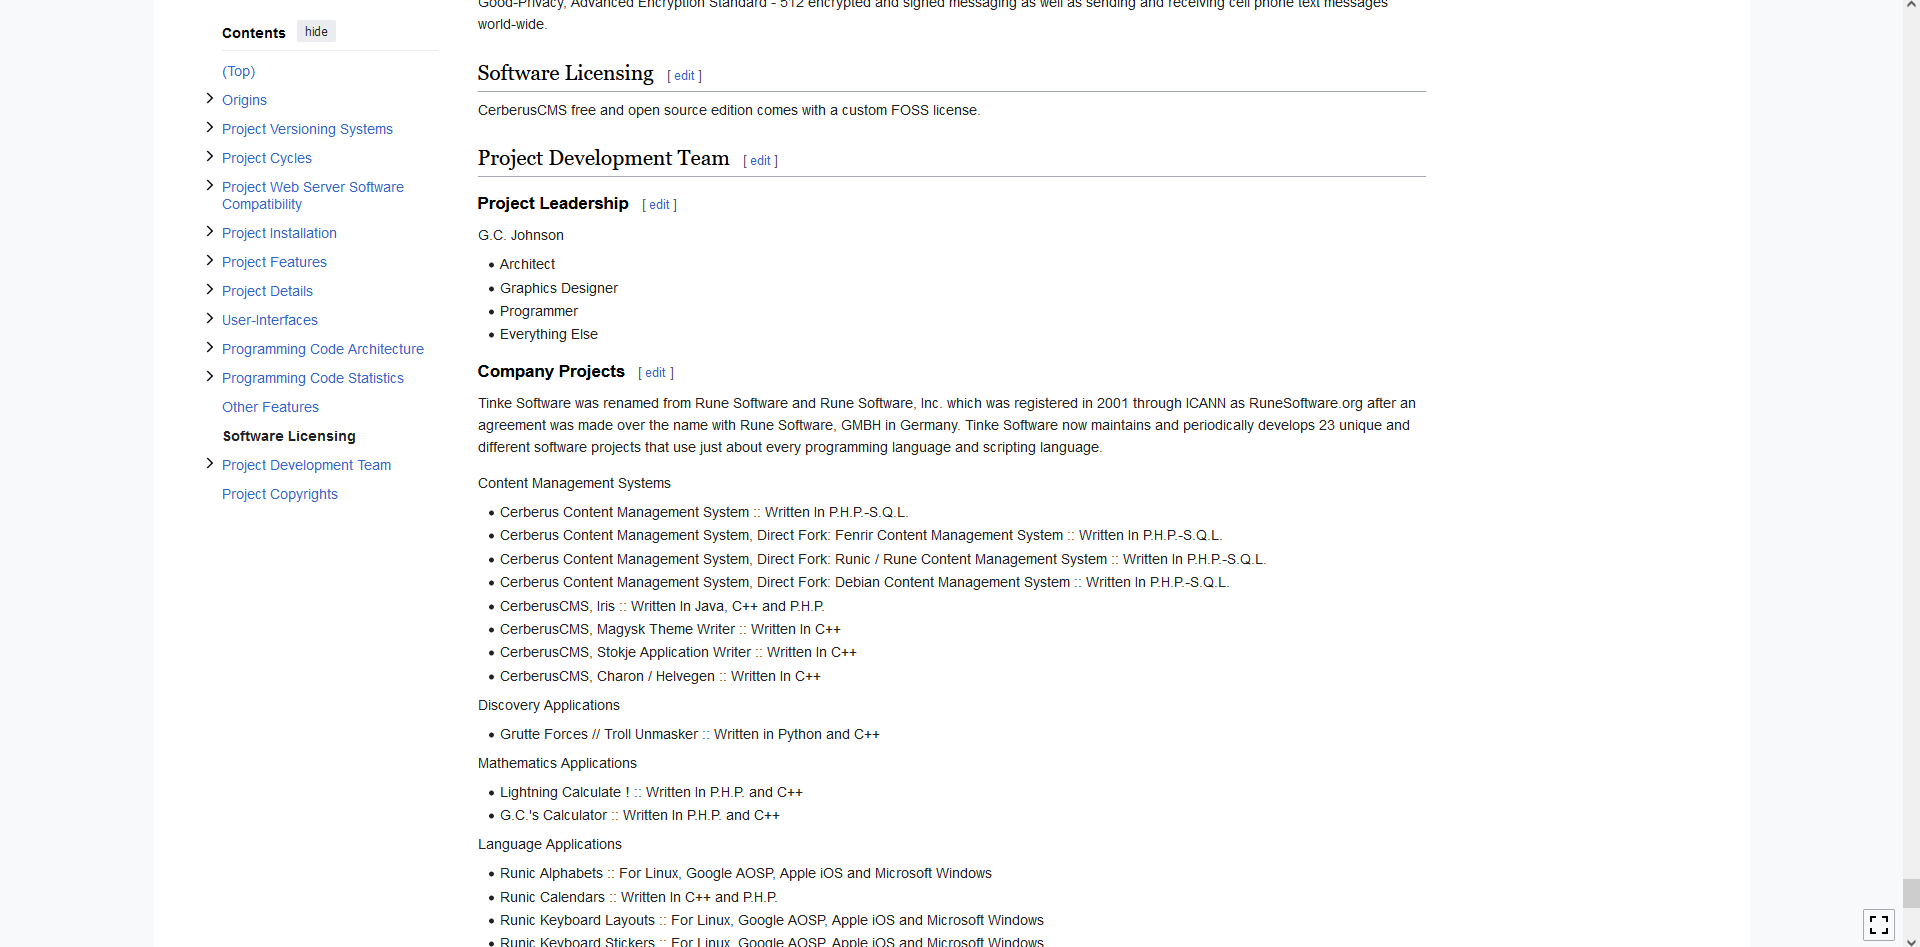 Contents hide
(Top)
Origins
Project Versioning Systems
Project Cycles
Project Web Server Software
Compatibility
Project Installation
Project Features
Project Details
User-Interfaces
Programming Code Architecture
Programming Code Statistics
Other Features
Software Licensing
Project Development Team
Project Copyrights
Good-Privacy, Advanced Encryption Standard - 512 encrypted and signed messaging as well as sending and receiving cell phone text messages
world-wide.
Software Licensing [ edit ]
CerberusCMS free and open source edition comes with a custom FOSS license.
Project Development Team [ edit ]
Project Leadership [ edit ]
G.C. Johnson
• Architect
• Graphics Designer
• Programmer
• Everything Else
Company Projects [ edit ]
Tinke Software was renamed from Rune Software and Rune Software, Inc. which was registered in 2001 through ICANN as RuneSoftware.org after an
agreement was made over the name with Rune Software, GMBH in Germany. Tinke Software now maintains and periodically develops 23 unique and
different software projects that use just about every programming language and scripting language.
Content Management Systems
• Cerberus Content Management System :: Written In P.H.P.-S.Q.L.
• Cerberus Content Management System, Direct Fork: Fenrir Content Management System :: Written In P.H.P.-S.Q.L.
• Cerberus Content Management System, Direct Fork: Runic / Rune Content Management System :: Written In P.H.P.-S.Q.L.
• Cerberus Content Management System, Direct Fork: Debian Content Management System :: Written In P.H.P.-S.Q.L.
• CerberusCMS, Iris :: Written In Java, C++ and P.H.P.
• CerberusCMS, Magysk Theme Writer :: Written In C++
• CerberusCMS, Stokje Application Writer :: Written In C++
• CerberusCMS, Charon / Helvegen :: Written In C++
Discovery Applications
• Grutte Forces // Troll Unmasker :: Written in Python and C++
Mathematics Applications
• Lightning Calculate ! :: Written In P.H.P. and C++
• G.C.'s Calculator :: Written In P.H.P. and C++
Language Applications
• Runic Alphabets :: For Linux, Google AOSP, Apple iOS and Microsoft Windows
• Runic Calendars :: Written In C++ and P.H.P.
• Runic Keyboard Layouts :: For Linux, Google AOSP, Apple iOS and Microsoft Windows
• Runic Keyboard Stickers :: For Linux, Google AOSP, Apple iOS and Microsoft Windows